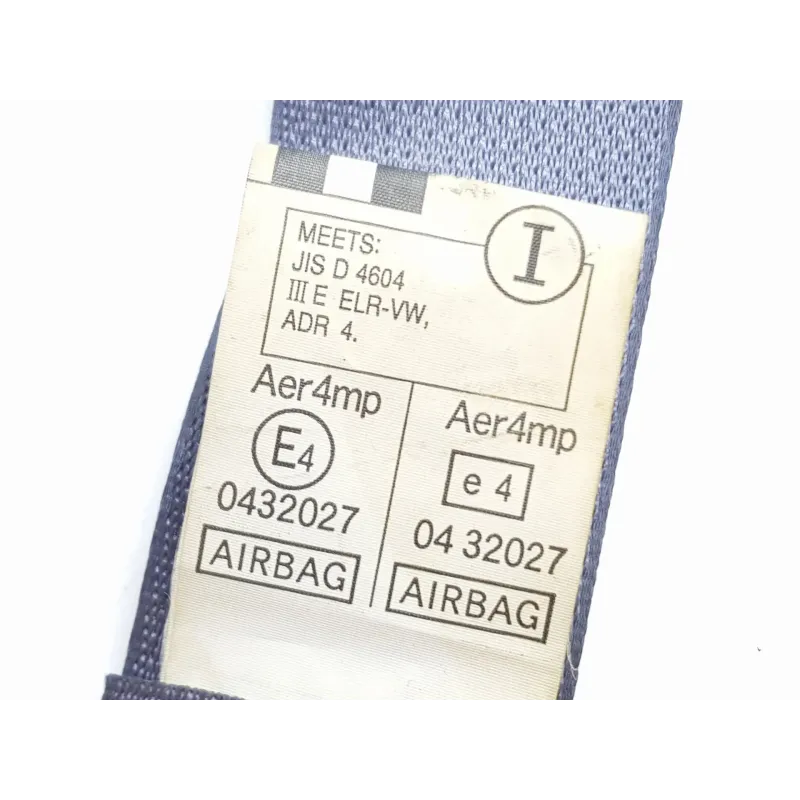 I
MEETS:
JIS D 4604
III E ELR-VW,
ADR 4.
Aer4mp
E4
0432027
AIRBAG
Aer4mp
e 4
04 32027
AIRBAG